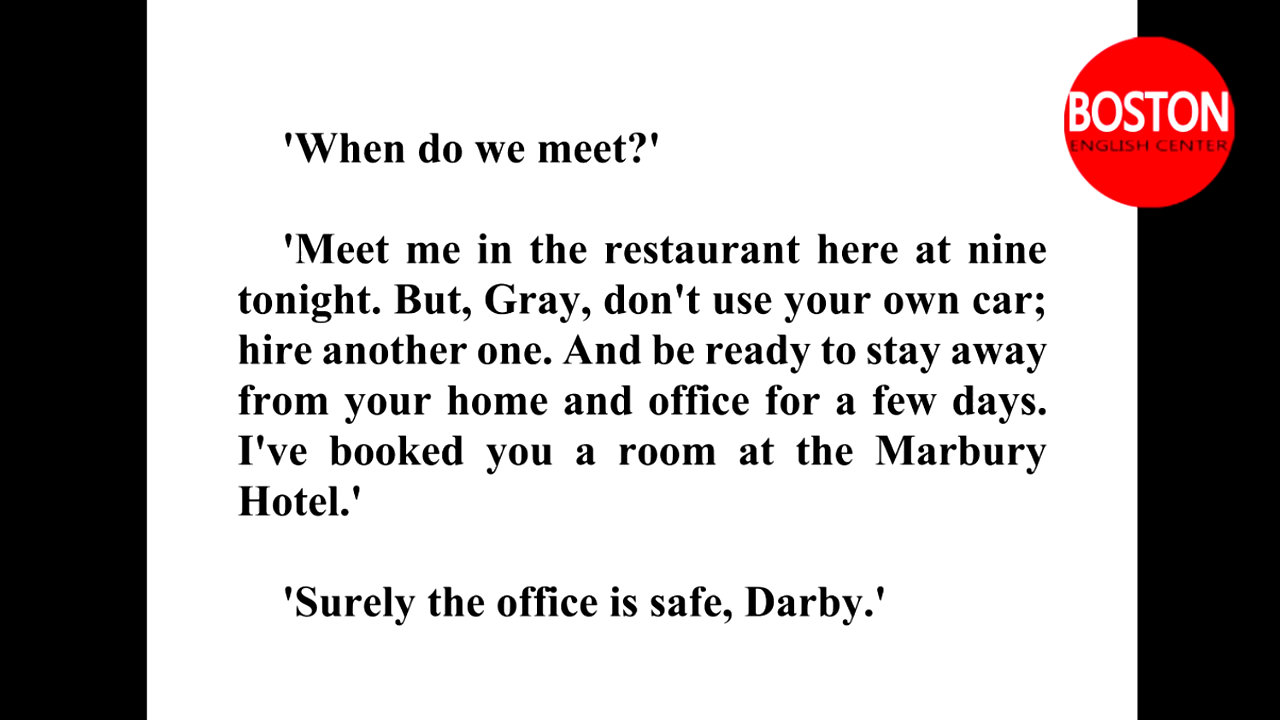 BOSTON
ENGLISH CENTER
'When do we meet?'
'Meet me in the restaurant here at nine
tonight. But, Gray, don't use your own car;
hire another one. And be ready to stay away
from your home and office for a few days.
I've booked you a room at the Marbury
Hotel.'
'Surely the office is safe, Darby.'